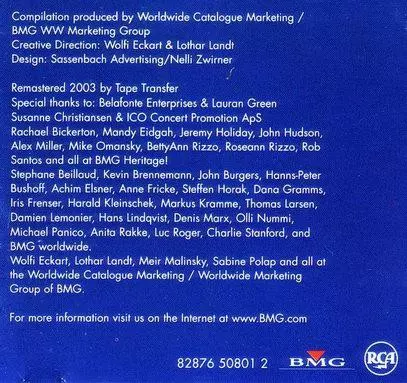 Compilation produced by Worldwide Catalogue Marketing /
BMG WW Marketing Group
Creative Direction: Wolfi Eckart & Lothar Landt
Design: Sassenbach Advertising/Nelli Zwirner
Remastered 2003 by Tape Transfer
Special thanks to: Belafonte Enterprises & Lauran Green
Susanne Christiansen & ICO Concert Promotion ApS
Rachael Bickerton, Mandy Eidgah, Jeremy Holiday, John Hudson,
Alex Miller, Mike Omansky, BettyAnn Rizzo, Roseann Rizzo, Rob
Santos and all at BMG Heritage!
Stephane Beillaud, Kevin Brennemann, John Burgers, Hanns-Peter
Bushoff, Achim Elsner, Anne Fricke, Steffen Horak, Dana Gramms,
Iris Frenser, Harald Kleinschek, Markus Kramme, Thomas Larsen,
Damien Lemonier, Hans Lindqvist, Denis Marx, Olli Nummi,
Michael Panico, Anita Rakke, Luc Roger, Charlie Stanford, and
BMG worldwide.
Wolfi Eckart, Lothar Landt, Meir Malinsky, Sabine Polap and all at
the Worldwide Catalogue Marketing / Worldwide Marketing
Group of BMG.
For more information visit us on the Internet at www.BMG.com
82876 50801 2 BMG RCA